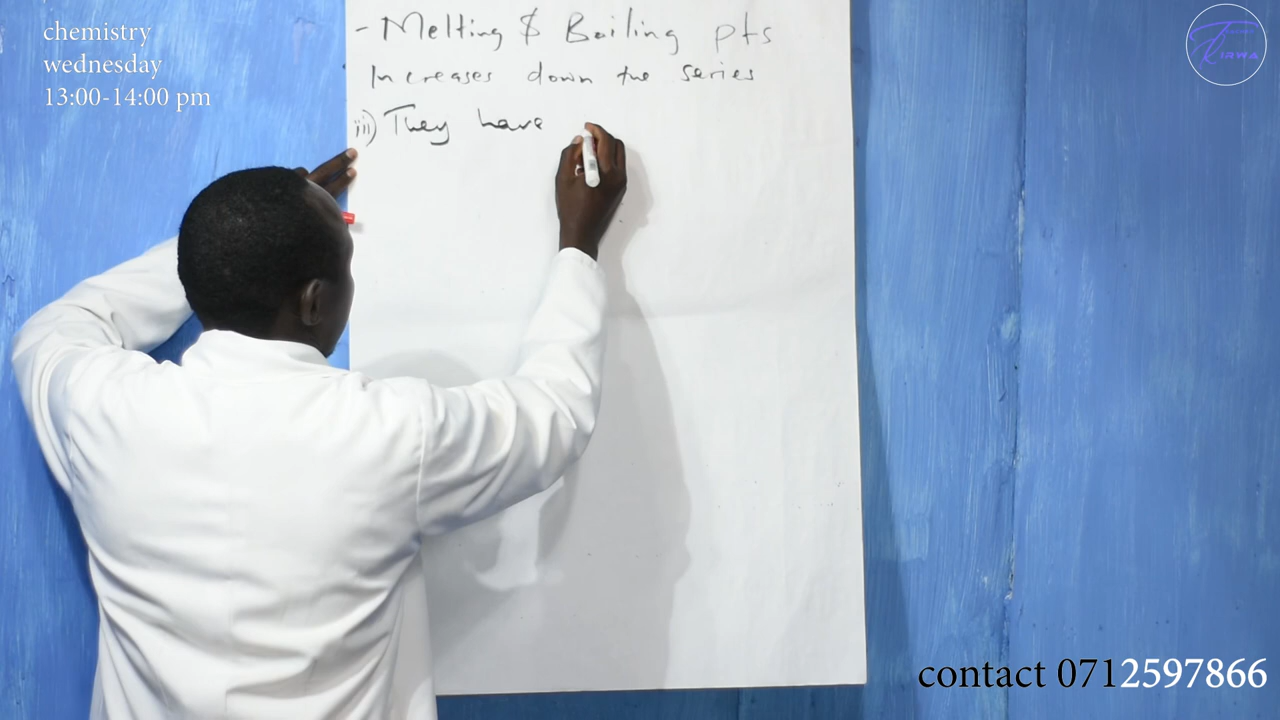 chemistry
wednesday
13:00-14:00 pm
- Melting & Boiling pts
Increases down the series
iii) They have
KIRWA
contact 0712597866